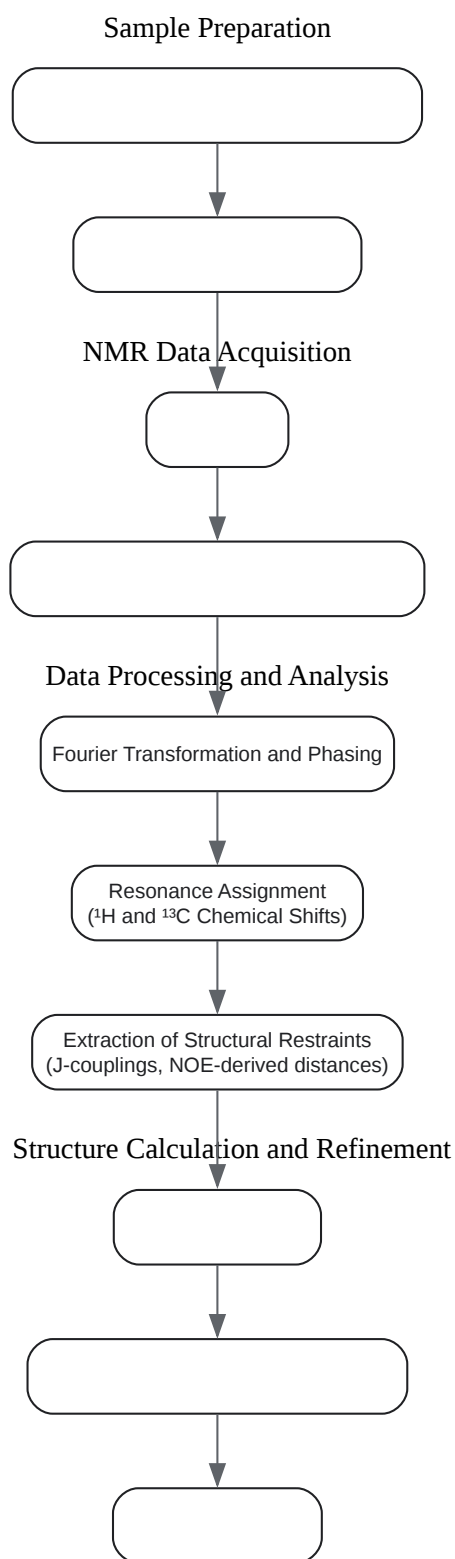 Sample Preparation
NMR Data Acquisition
Data Processing and Analysis
Fourier Transformation and Phasing
Resonance Assignment
(¹H and ¹³C Chemical Shifts)
Extraction of Structural Restraints
(J-couplings, NOE-derived distances)
Structure Calculation and Refinement